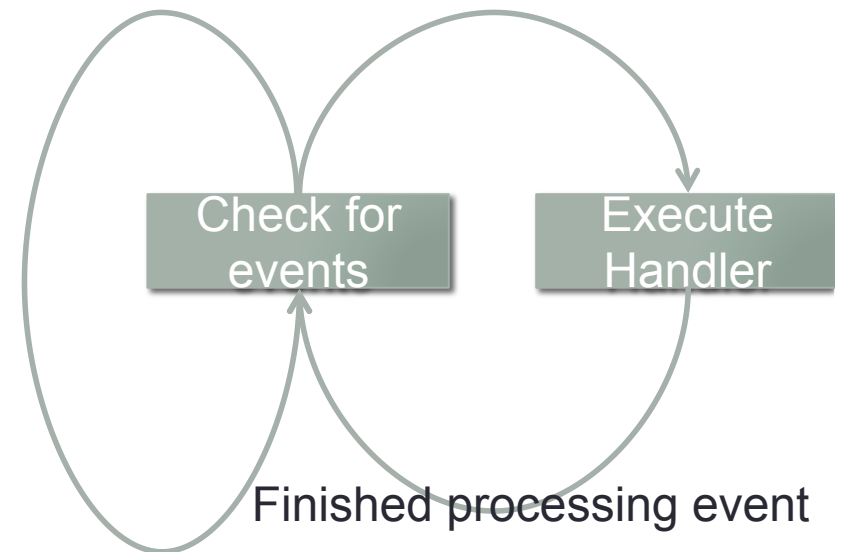 Check for
events
Execute
Handler
Finished processing event